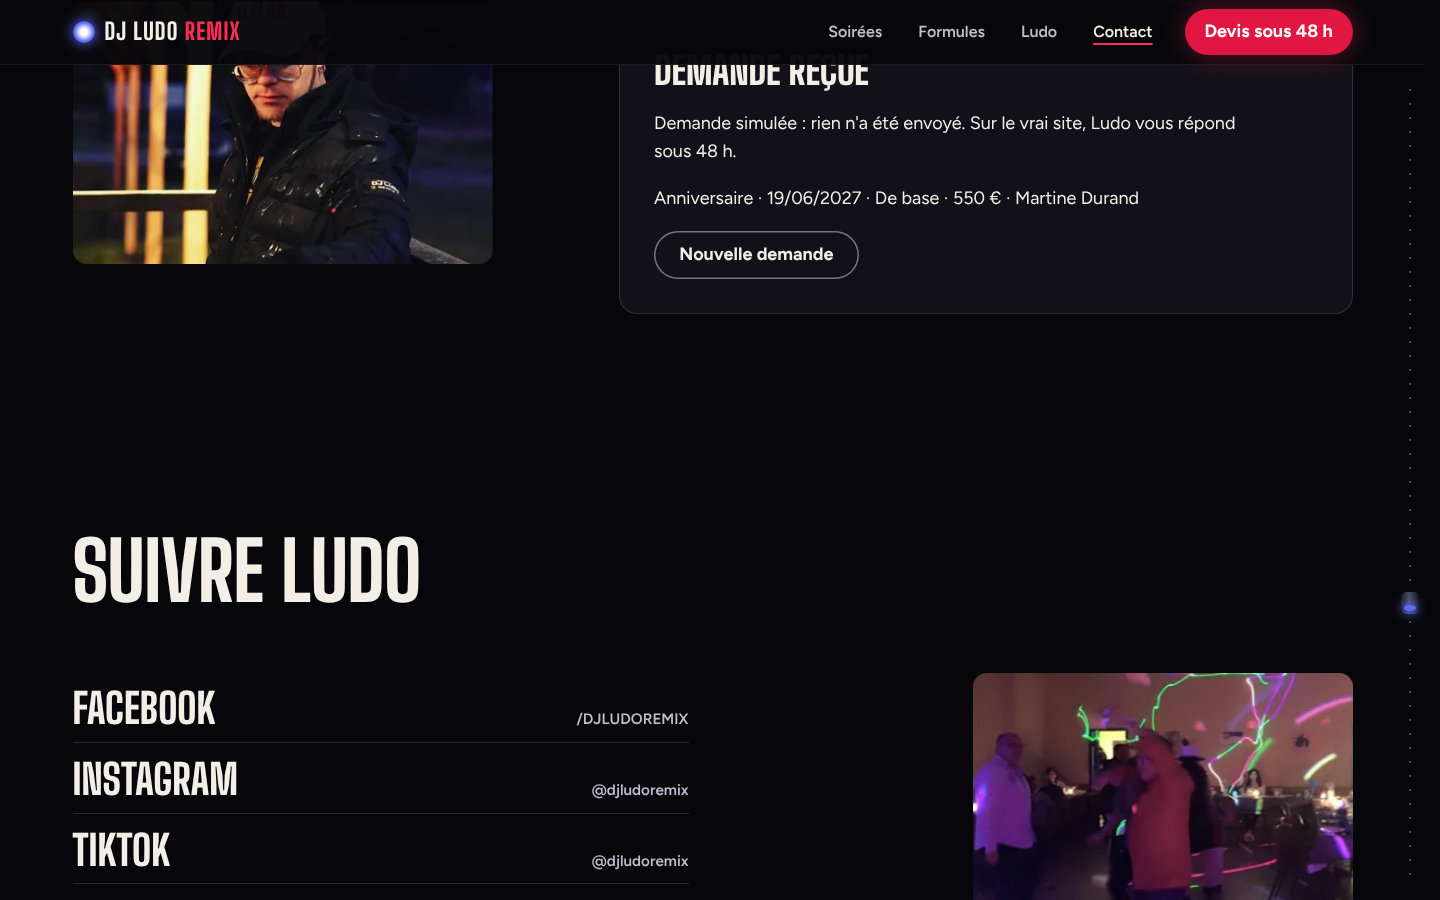 DJ LUDO REMIX
Soirées
Formules
Ludo
Contact
Devis sous 48 h
DEMANDE REÇUE
Demande simulée : rien n'a été envoyé. Sur le vrai site, Ludo vous répond
sous 48 h.
Anniversaire · 19/06/2027 · De base · 550 € · Martine Durand
Nouvelle demande
SUIVRE LUDO
FACEBOOK
/DJLUDOREMIX
INSTAGRAM
@djludoremix
TIKTOK
@djludoremix